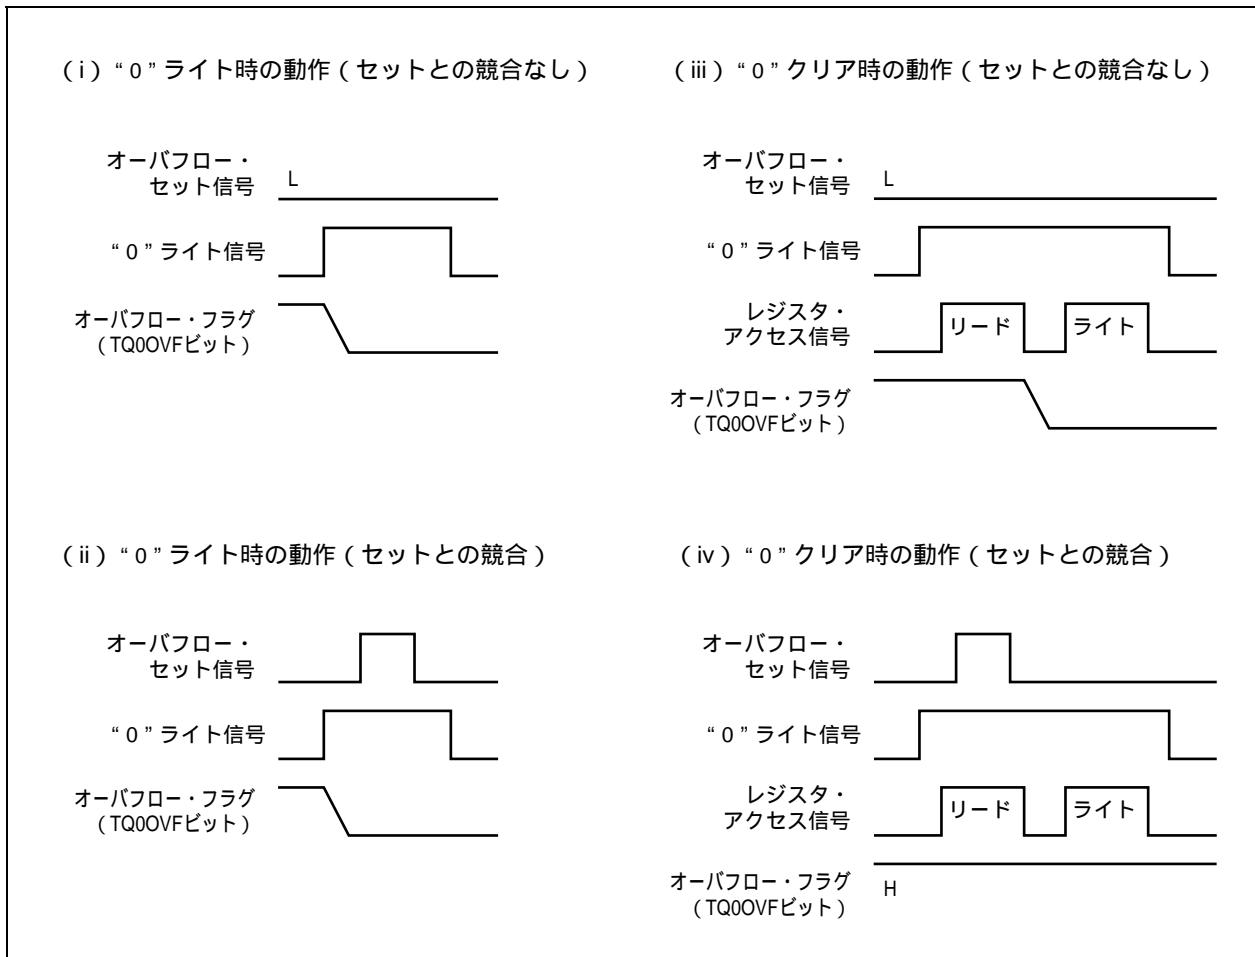 （i）“0”ライト時の動作（セットとの競合なし）
オーバフロー・
セット信号
L
“0”ライト信号
オーバフロー・フラグ
（TQ0OVFビット）
（iii）“0”クリア時の動作（セットとの競合なし）
オーバフロー・
セット信号
L
“0”ライト信号
レジスタ・
アクセス信号
リード
ライト
オーバフロー・フラグ
（TQ0OVFビット）
（ii）“0”ライト時の動作（セットとの競合）
オーバフロー・
セット信号
“0”ライト信号
オーバフロー・フラグ
（TQ0OVFビット）
（iv）“0”クリア時の動作（セットとの競合）
オーバフロー・
セット信号
“0”ライト信号
レジスタ・
アクセス信号
リード
ライト
オーバフロー・フラグ
（TQ0OVFビット）
H